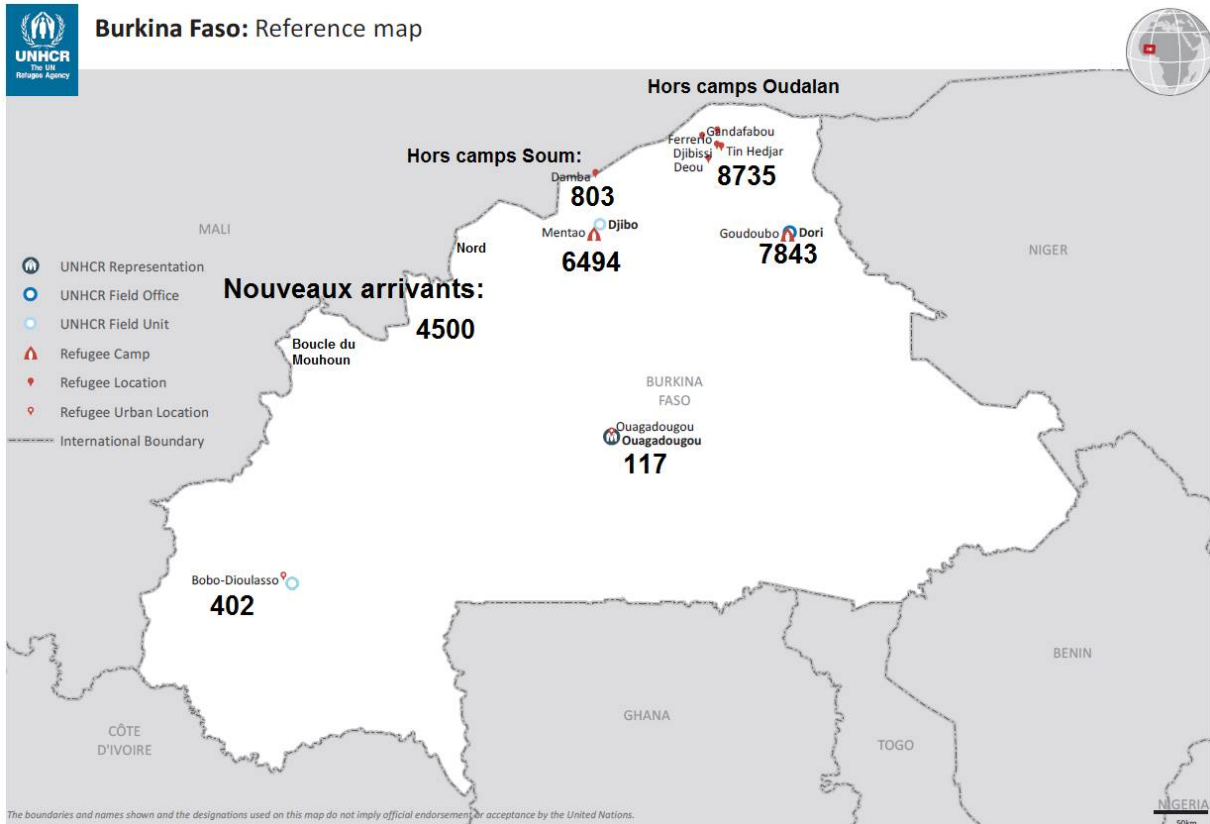 UNHCR
The UN
Refugee Agency
Burkina Faso: Reference map
Hors camps Oudalan
Gandafabou
Ferrerio
Djibissi
Tin Hedjar
Deou
8735
Hors camps Soum:
Damba
803
MALI
Djibo
Mentao
6494
Goudoubo
Dori
7843
NIGER
Nord
UNHCR Representation
UNHCR Field Office
UNHCR Field Unit
Refugee Camp
Refugee Location
Refugee Urban Location
International Boundary
Nouveaux arrivants:
4500
Boucle du
Mouhoun
BURKINA
FASO
Ouagadougou
Ouagadougou
117
Bobo-Dioulasso
402
BENIN
GHANA
CÔTE
D'IVOIRE
TOGO
NIGERIA
50km
The boundaries and names shown and the designations used on this map do not imply official endorsement or acceptance by the United Nations.